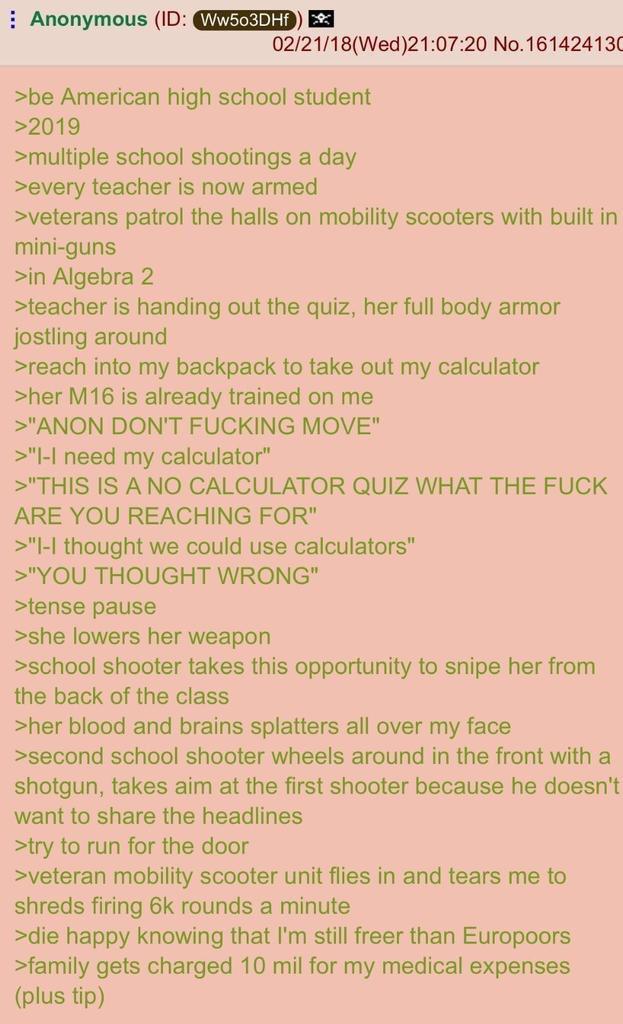 Anonymous (ID: Ww5o3DHf)
02/21/18(Wed)21:07:20 No.161424130
>be American high school student
>2019
>multiple school shootings a day
>every teacher is now armed
>veterans patrol the halls on mobility scooters with built in
mini-guns
>in Algebra 2
>teacher is handing out the quiz, her full body armor
jostling around
>reach into my backpack to take out my calculator
>her M16 is already trained on me
>"ANON DON'T FUCKING MOVE"
>"I-I need my calculator"
>"THIS IS A NO CALCULATOR QUIZ WHAT THE FUCK
ARE YOU REACHING FOR"
>"I-I thought we could use calculators"
>"YOU THOUGHT WRONG"
>tense pause
>she lowers her weapon
>school shooter takes this opportunity to snipe her from
the back of the class
>her blood and brains splatters all over my face
>second school shooter wheels around in the front with a
shotgun, takes aim at the first shooter because he doesn't
want to share the headlines
>try to run for the door
>veteran mobility scooter unit flies in and tears me to
shreds firing 6k rounds a minute
>die happy knowing that I'm still freer than Europoors
>family gets charged 10 mil for my medical expenses
(plus tip)